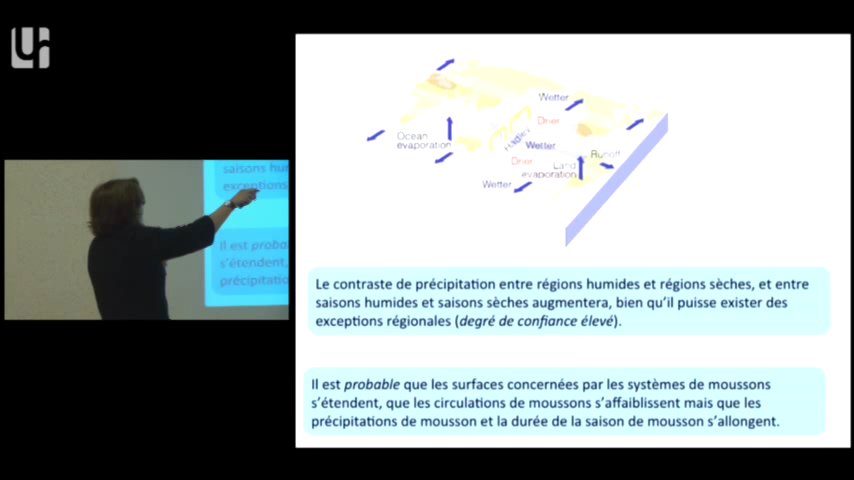 Wetter
Drier
Ocean
evaporation
Hadley
Wetter
Drier
Land
Runoff
evaporation
Wetter
saisons hu
exceptions
Il est proba
s'étendent,
précipitatio
Le contraste de précipitation entre régions humides et régions sèches, et entre
saisons humides et saisons sèches augmentera, bien qu'il puisse exister des
exceptions régionales (degré de confiance élevé).
Il est probable que les surfaces concernées par les systèmes de moussons
s'étendent, que les circulations de moussons s'affaiblissent mais que les
précipitations de mousson et la durée de la saison de mousson s'allongent.